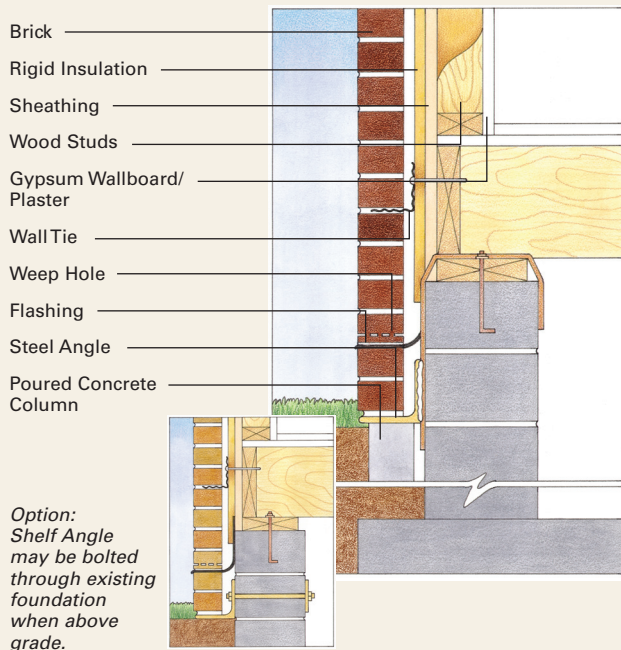 Brick
Rigid Insulation
Sheathing
Wood Studs
Gypsum Wallboard/
Plaster
Wall Tie
Weep Hole
Flashing
Steel Angle
Poured Concrete
Column
Option:
Shelf Angle
may be bolted
through existing
foundation
when above
grade.